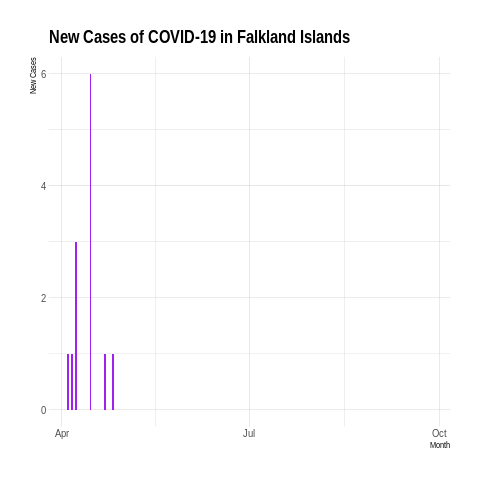 New Cases of COVID-19 in Falkland Islands
New Cases
6
4
2
0
Apr
Jul
Oct
Month